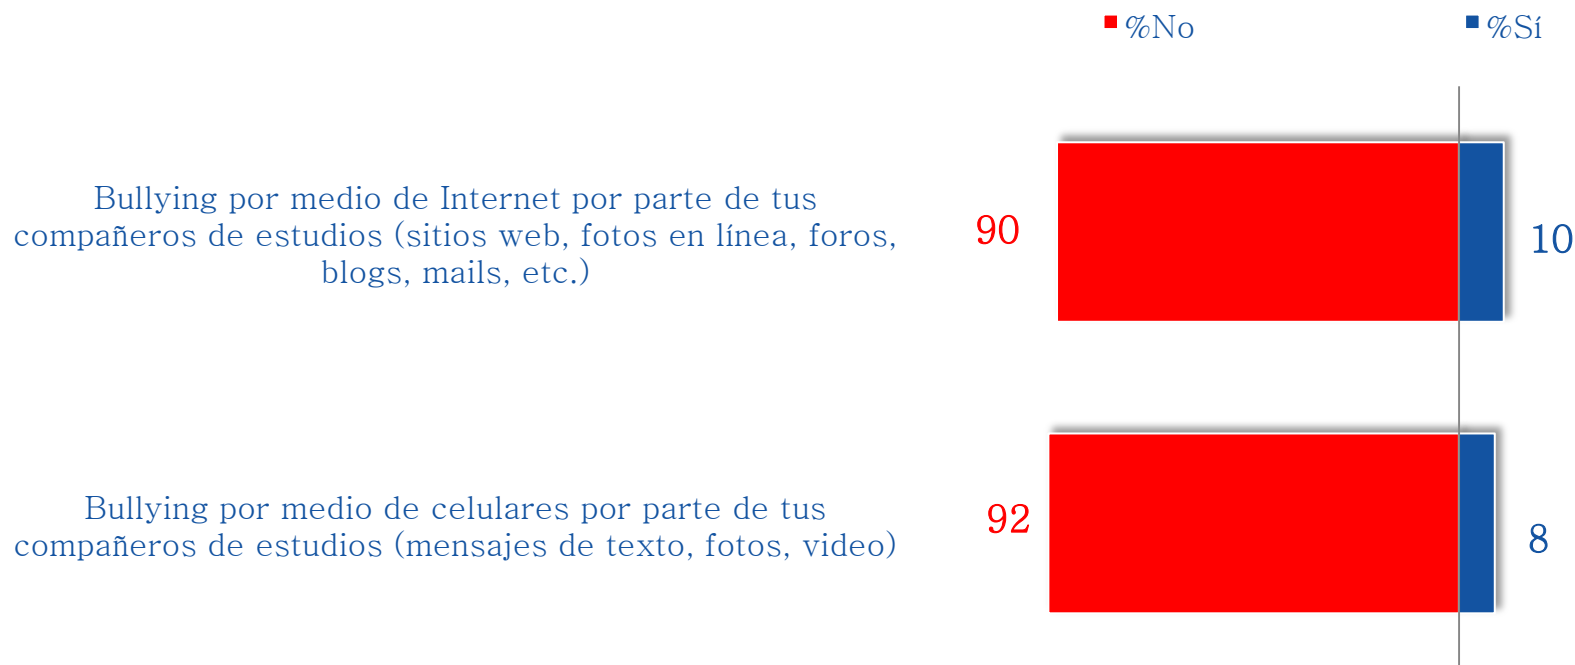 %No %Sí
Bullying por medio de Internet por parte de tus
compañeros de estudios (sitios web, fotos en línea, foros,
blogs, mails, etc.)
90
10
Bullying por medio de celulares por parte de tus
compañeros de estudios (mensajes de texto, fotos, video)
92
8